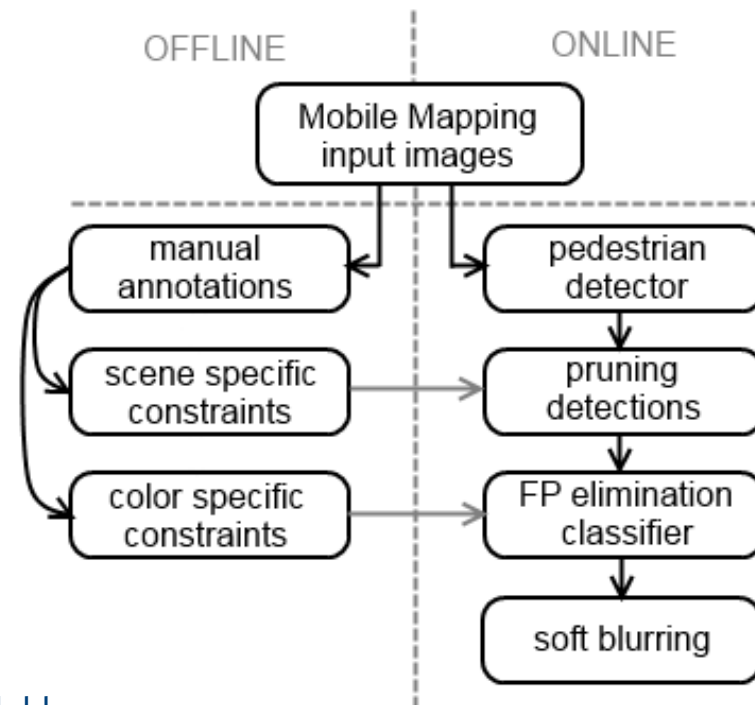 OFFLINE
ONLINE
Mobile Mapping
input images
manual
annotations
pedestrian
detector
scene specific
constraints
pruning
detections
color specific
constraints
FP elimination
classifier
soft blurring